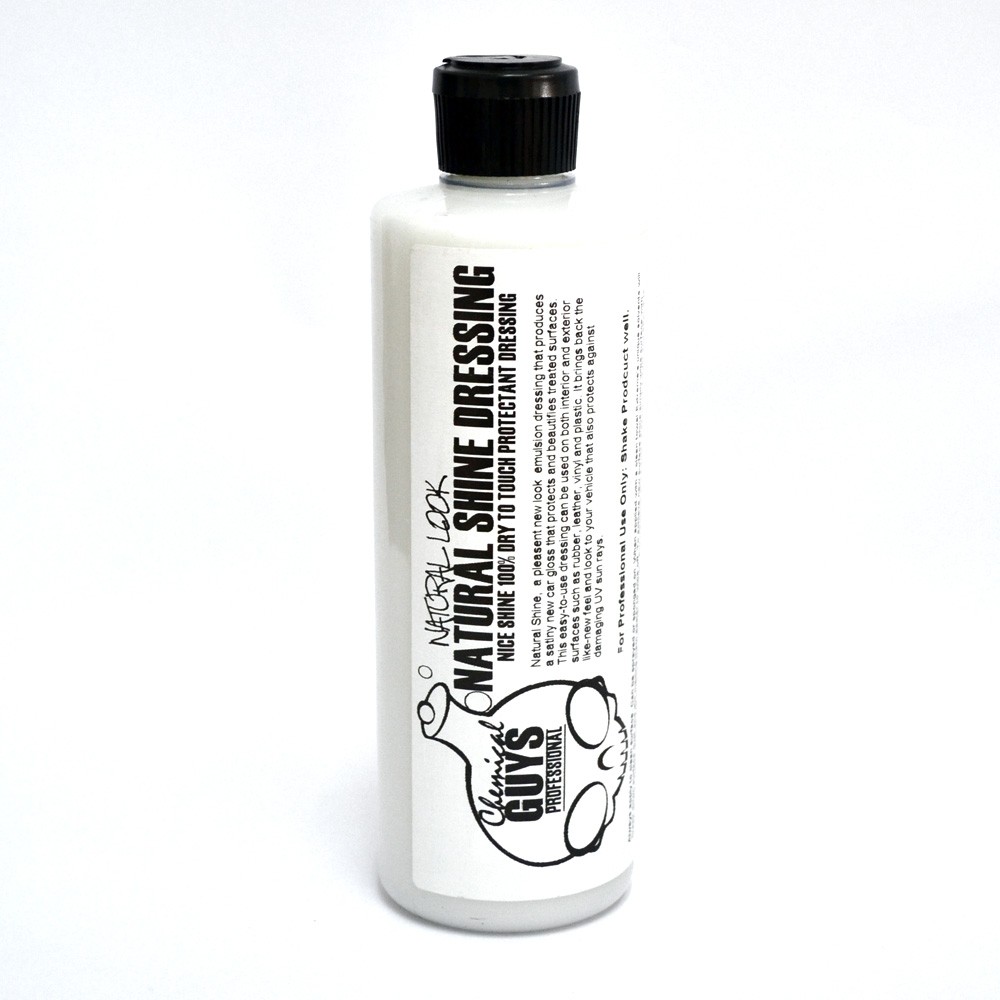 NATURAL LOOK
NATURAL SHINE DRESSING
NICE SHINE 100% DRY TO TOUCH PROTECTANT DRESSING
Natural Shine, a pleasent new look emulsion dressing that produces
a satiny new car gloss that protects and beautifies treated surfaces.
This easy-to-use dressing can be used on both interior and exterior
surfaces such as rubber, leather, vinyl and plastic. It brings back the
like-new feel and look to your vehicle that also protects against
damaging UV sun rays.
For Professional Use Only: Shake Prodcuct well.
Chemical
GUYS
PROFESSIONAL